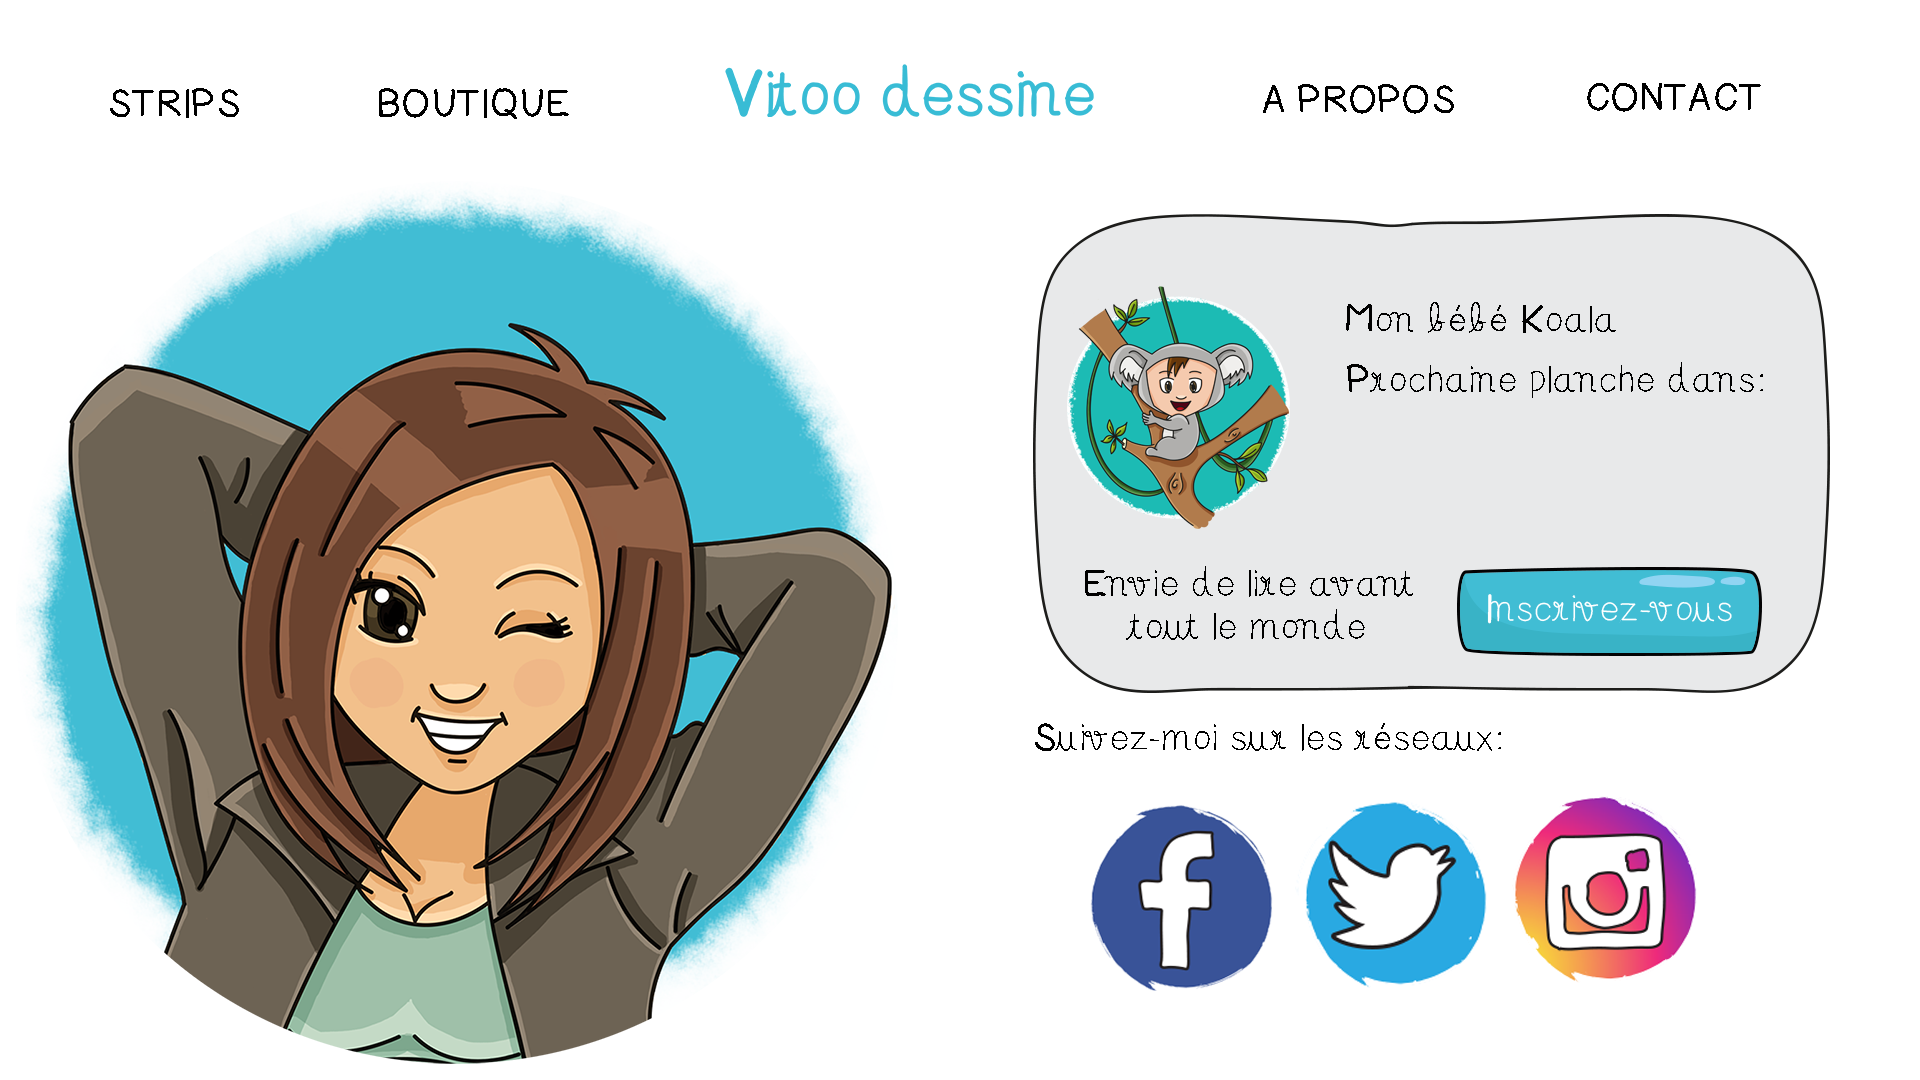 STRIPS BOUTIQUE Vitoo dessine A PROPOS CONTACT
Mon bébé Koala
Prochaine planche dans:
Envie de lire avant
tout le monde
Inscrivez-vous
Suivez-moi sur les réseaux: